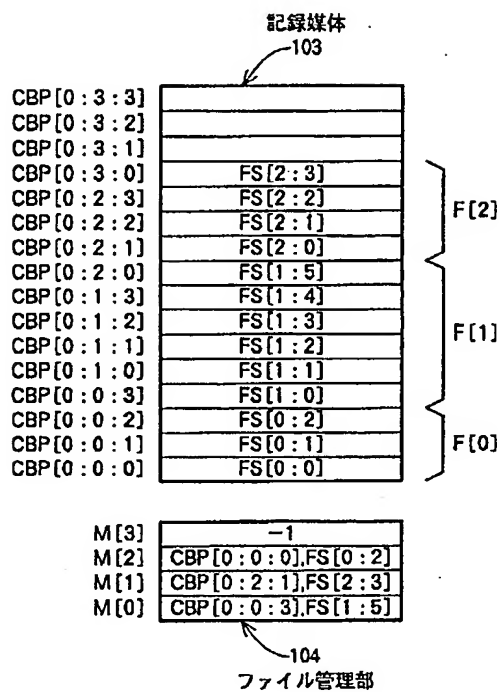 記録媒体
103
CBP[0:3:3]
CBP[0:3:2]
CBP[0:3:1]
CBP[0:3:0] FS[2:3]
CBP[0:2:3] FS[2:2]
CBP[0:2:2] FS[2:1] F[2]
CBP[0:2:1] FS[2:0]
CBP[0:2:0] FS[1:5]
CBP[0:1:3] FS[1:4]
CBP[0:1:2] FS[1:3] F[1]
CBP[0:1:1] FS[1:2]
CBP[0:1:0] FS[1:1]
CBP[0:0:3] FS[1:0]
CBP[0:0:2] FS[0:2]
CBP[0:0:1] FS[0:1] F[0]
CBP[0:0:0] FS[0:0]
M[3] -1
M[2] CBP[0:0:0],FS[0:2]
M[1] CBP[0:2:1],FS[2:3]
M[0] CBP[0:0:3],FS[1:5]
104
ファイル管理部